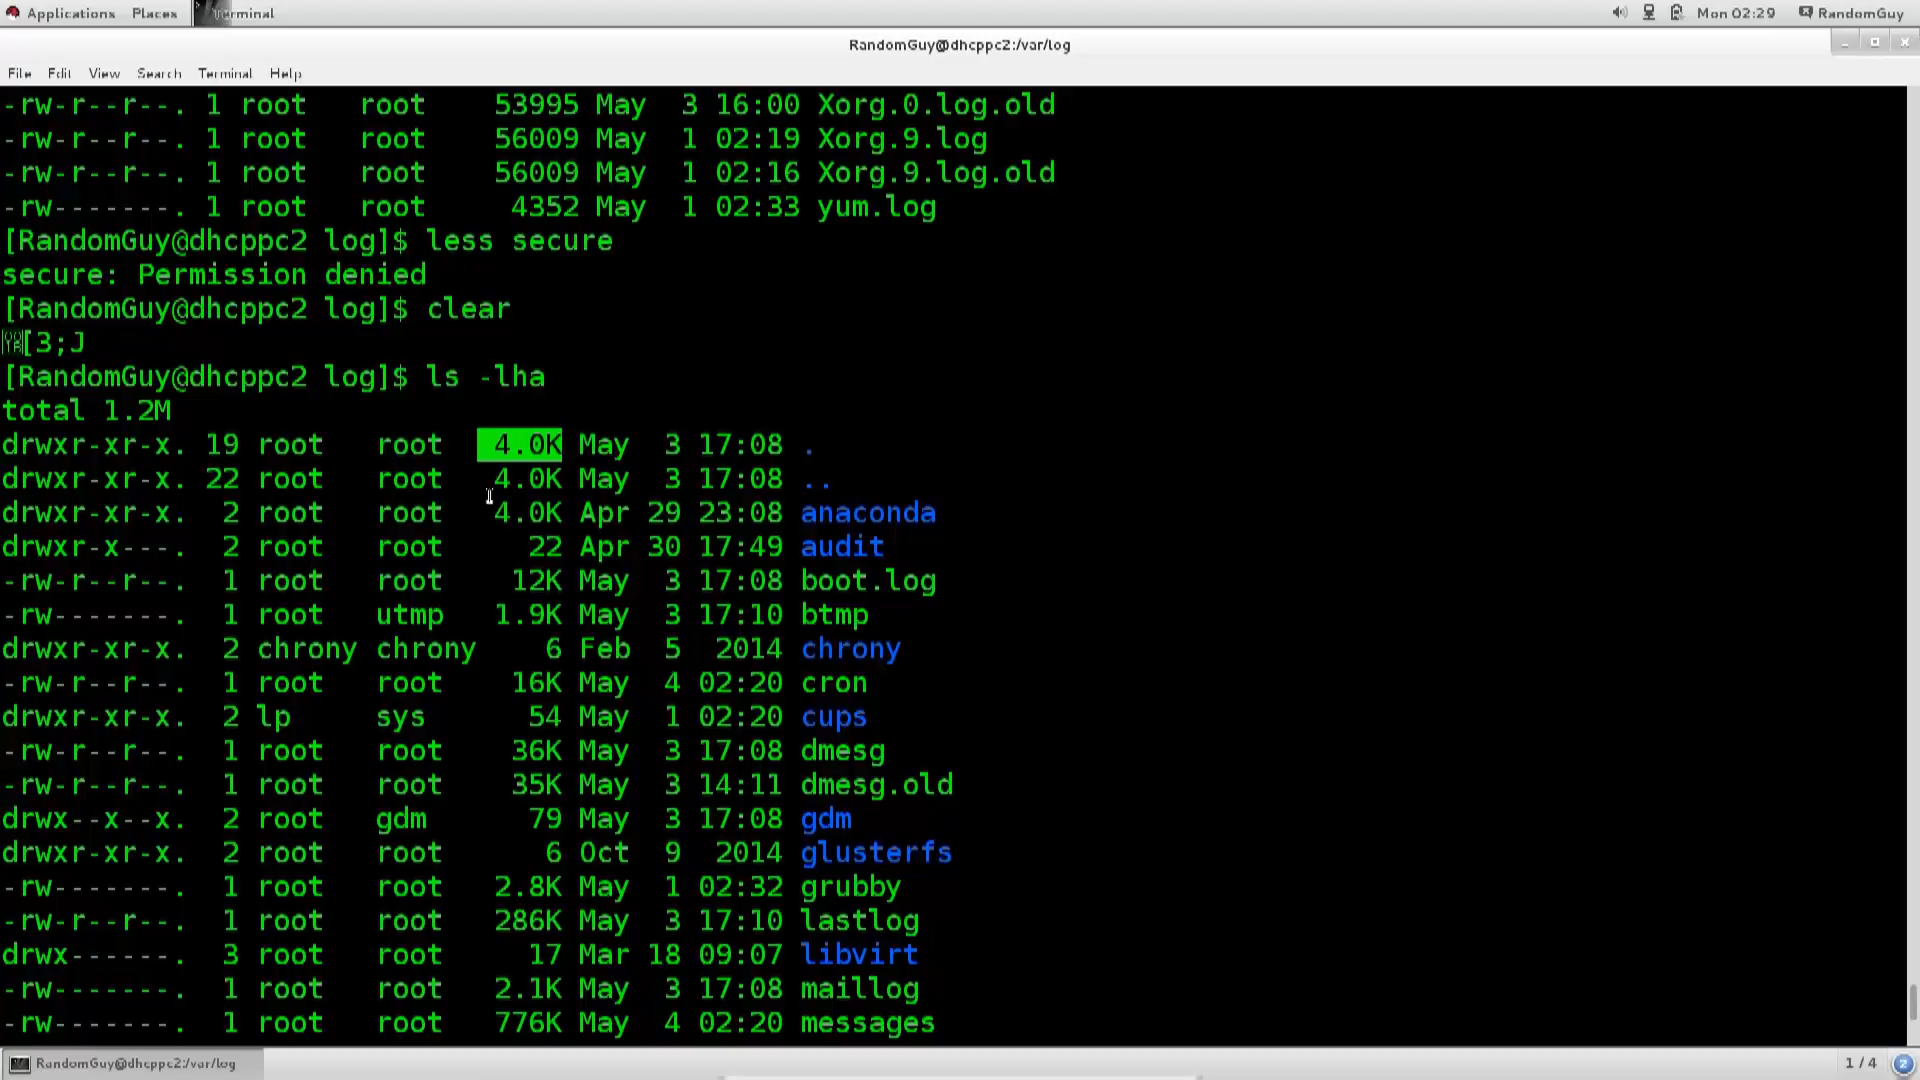 Applications Places Terminal Mon 02:29 RandomGuy
RandomGuy@dhcppc2:/var/log
File Edit View Search Terminal Help
-rw-r--r--. 1 root   root    53995 May  3 16:00 Xorg.0.log.old
-rw-r--r--. 1 root   root    56009 May  1 02:19 Xorg.9.log
-rw-r--r--. 1 root   root    56009 May  1 02:16 Xorg.9.log.old
-rw-------. 1 root   root     4352 May  1 02:33 yum.log
[RandomGuy@dhcppc2 log]$ less secure
secure: Permission denied
[RandomGuy@dhcppc2 log]$ clear
[3;J
[RandomGuy@dhcppc2 log]$ ls -lha
total 1.2M
drwxr-xr-x. 19 root   root   4.0K May  3 17:08 .
drwxr-xr-x. 22 root   root   4.0K May  3 17:08 ..
drwxr-xr-x.  2 root   root   4.0K Apr 29 23:08 anaconda
drwxr-x---.  2 root   root     22 Apr 30 17:49 audit
-rw-r--r--.  1 root   root    12K May  3 17:08 boot.log
-rw-------.  1 root   utmp   1.9K May  3 17:10 btmp
drwxr-xr-x.  2 chrony chrony    6 Feb  5  2014 chrony
-rw-r--r--.  1 root   root    16K May  4 02:20 cron
drwxr-xr-x.  2 lp     sys      54 May  1 02:20 cups
-rw-r--r--.  1 root   root    36K May  3 17:08 dmesg
-rw-r--r--.  1 root   root    35K May  3 14:11 dmesg.old
drwx--x--x.  2 root   gdm      79 May  3 17:08 gdm
drwxr-xr-x.  2 root   root      6 Oct  9  2014 glusterfs
-rw-------.  1 root   root   2.8K May  1 02:32 grubby
-rw-r--r--.  1 root   root   286K May  3 17:10 lastlog
drwx------.  3 root   root     17 Mar 18 09:07 libvirt
-rw-------.  1 root   root   2.1K May  3 17:08 maillog
-rw-------.  1 root   root   776K May  4 02:20 messages
RandomGuy@dhcppc2:/var/log 1 / 4 2